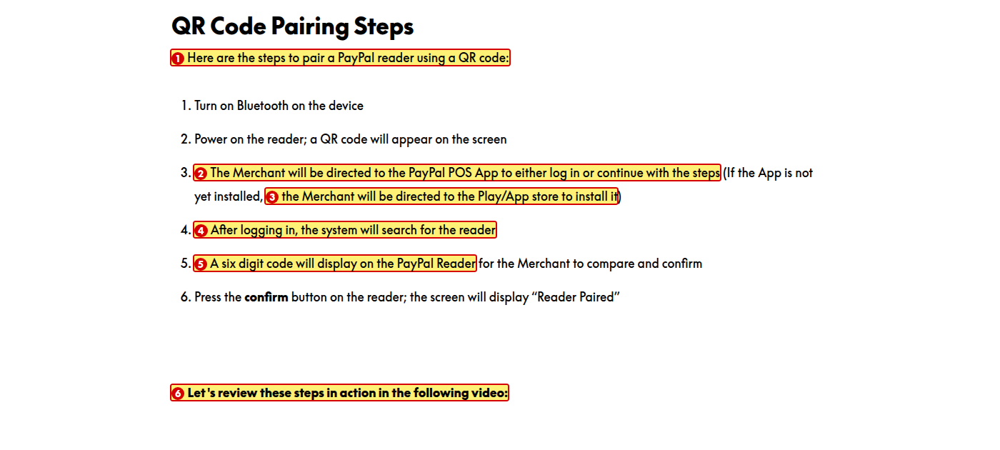 QR Code Pairing Steps
1 Here are the steps to pair a PayPal reader using a QR code:
1. Turn on Bluetooth on the device
2. Power on the reader; a QR code will appear on the screen
3. 2 The Merchant will be directed to the PayPal POS App to either log in or continue with the steps (If the App is not
yet installed, 3 the Merchant will be directed to the Play/App store to install it)
4. 4 After logging in, the system will search for the reader
5. 5 A six digit code will display on the PayPal Reader for the Merchant to compare and confirm
6. Press the confirm button on the reader; the screen will display “Reader Paired”
6 Let's review these steps in action in the following video: